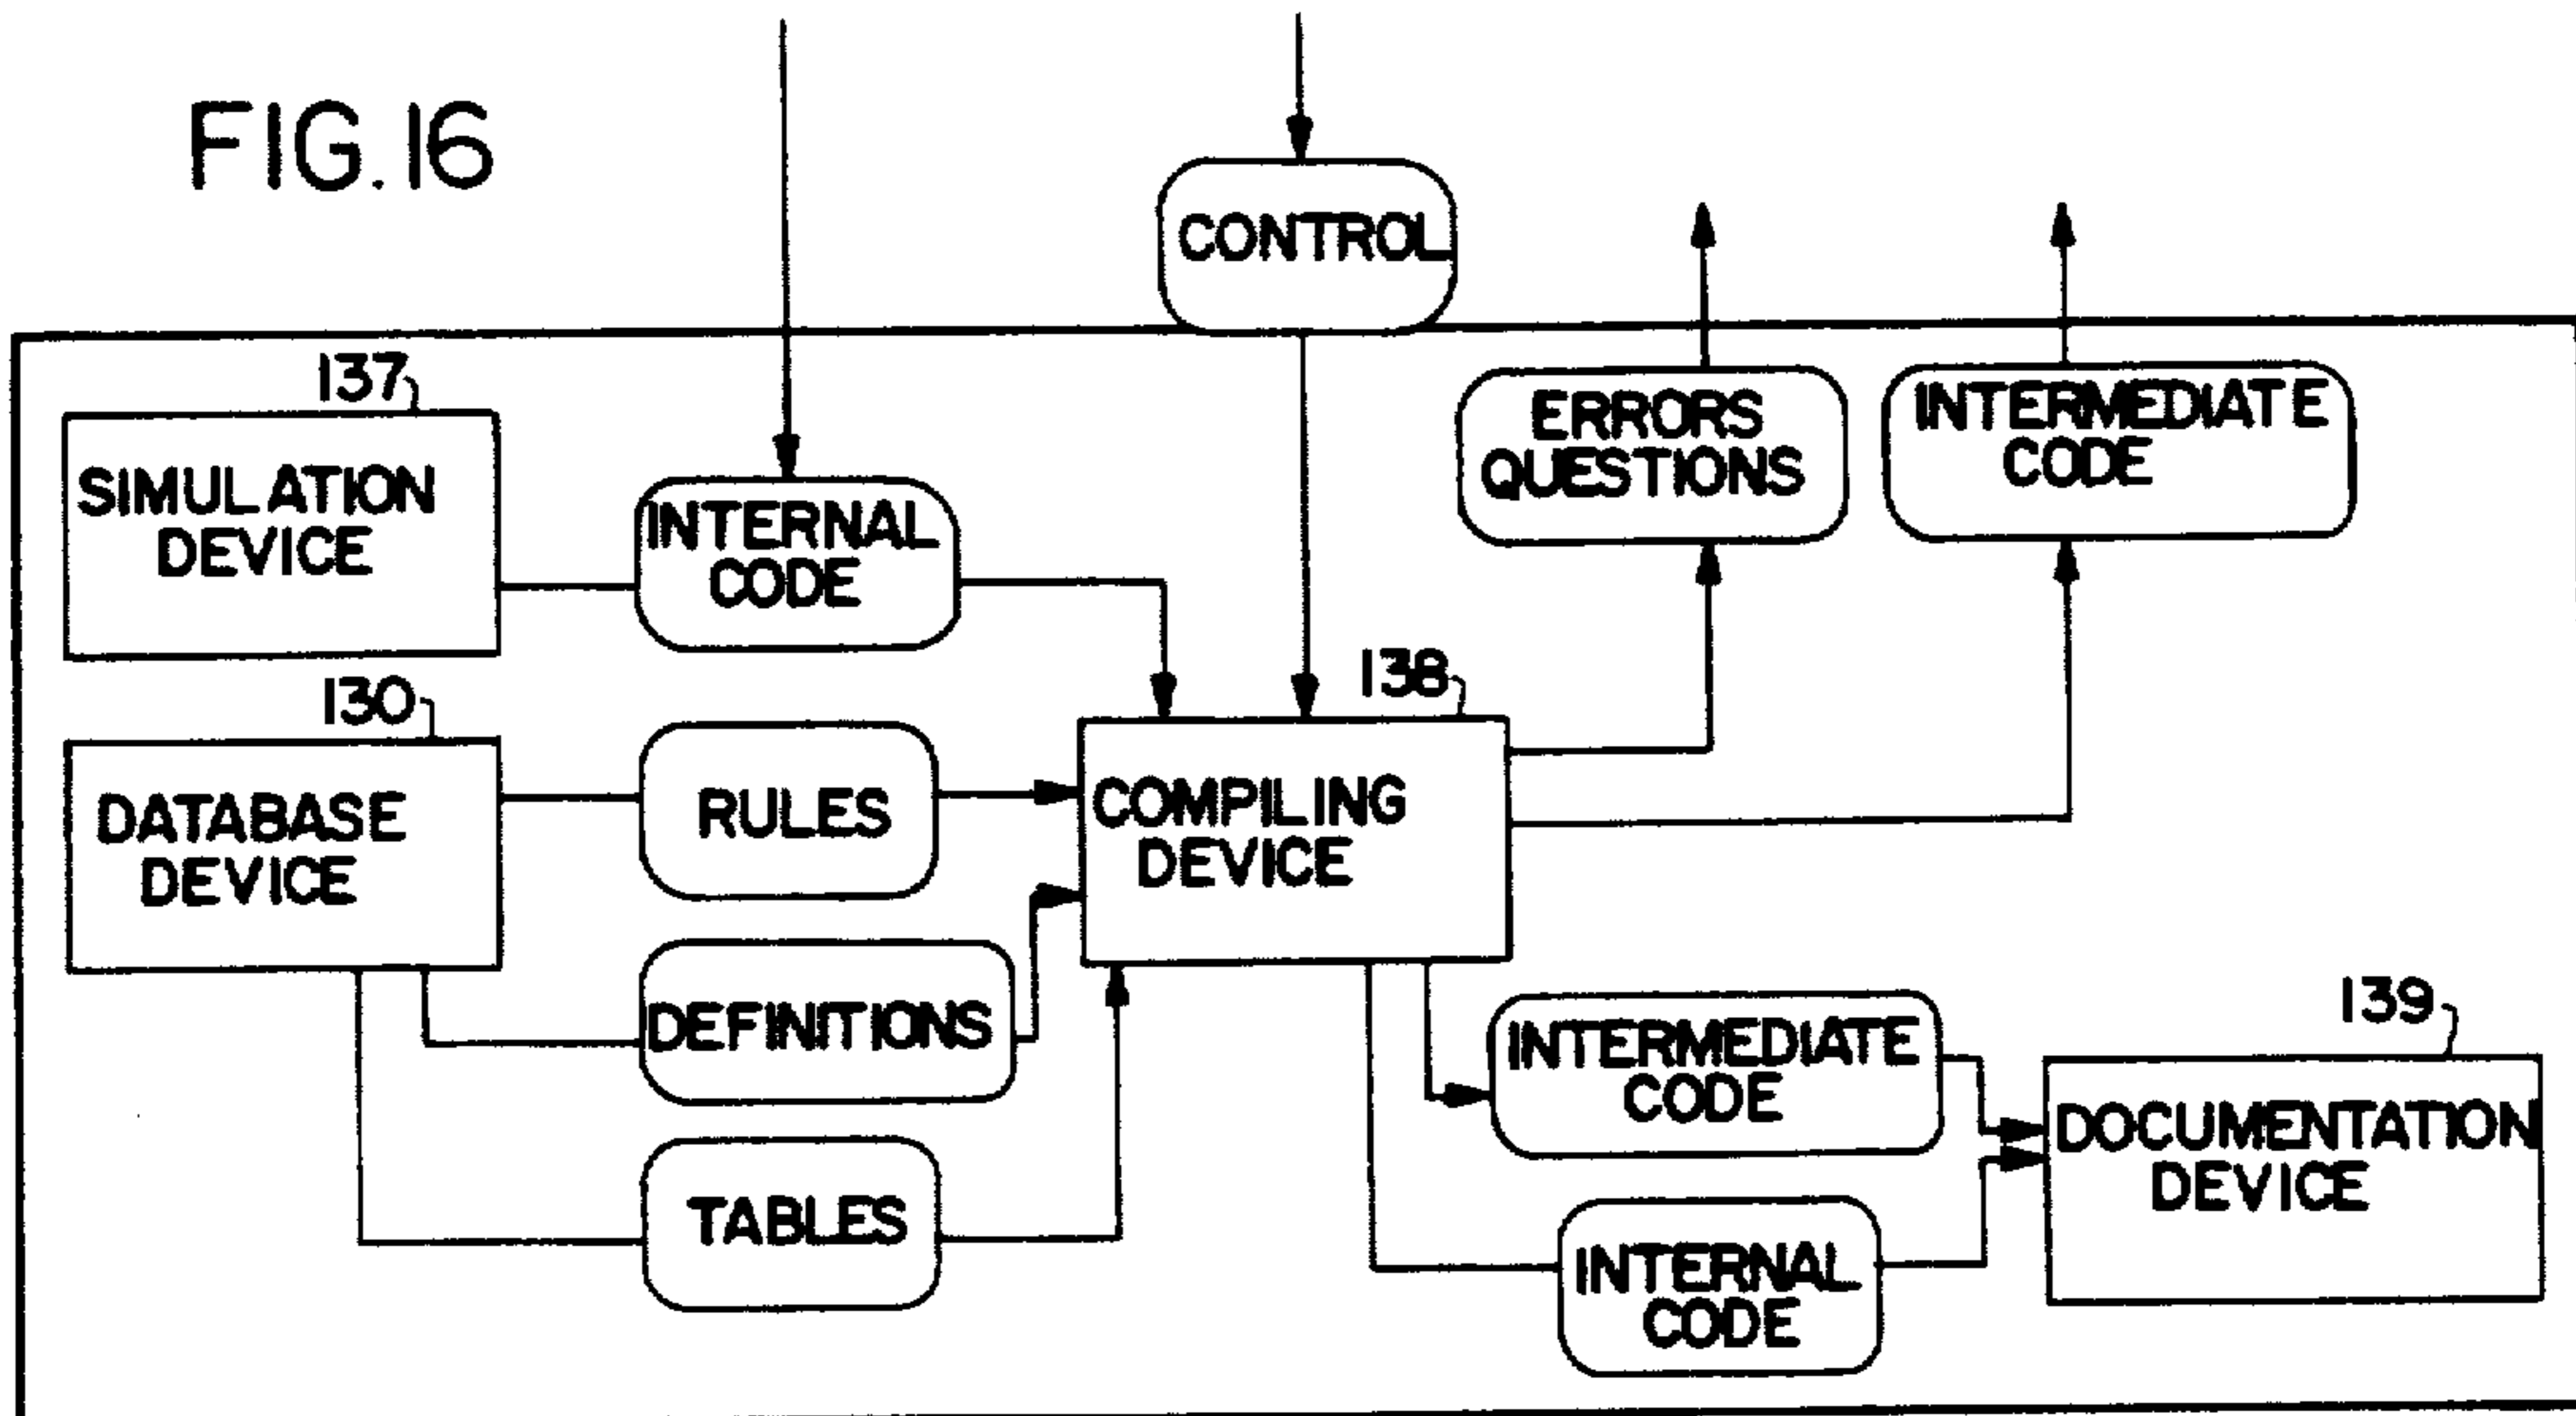 FIG. 16
CONTROL
137
SIMULATION
DEVICE
INTERNAL
CODE
ERRORS
QUESTIONS
INTERMEDIATE
CODE
130
DATABASE
DEVICE
RULES
138
COMPILING
DEVICE
DEFINITIONS
TABLES
INTERMEDIATE
CODE
INTERNAL
CODE
139
DOCUMENTATION
DEVICE